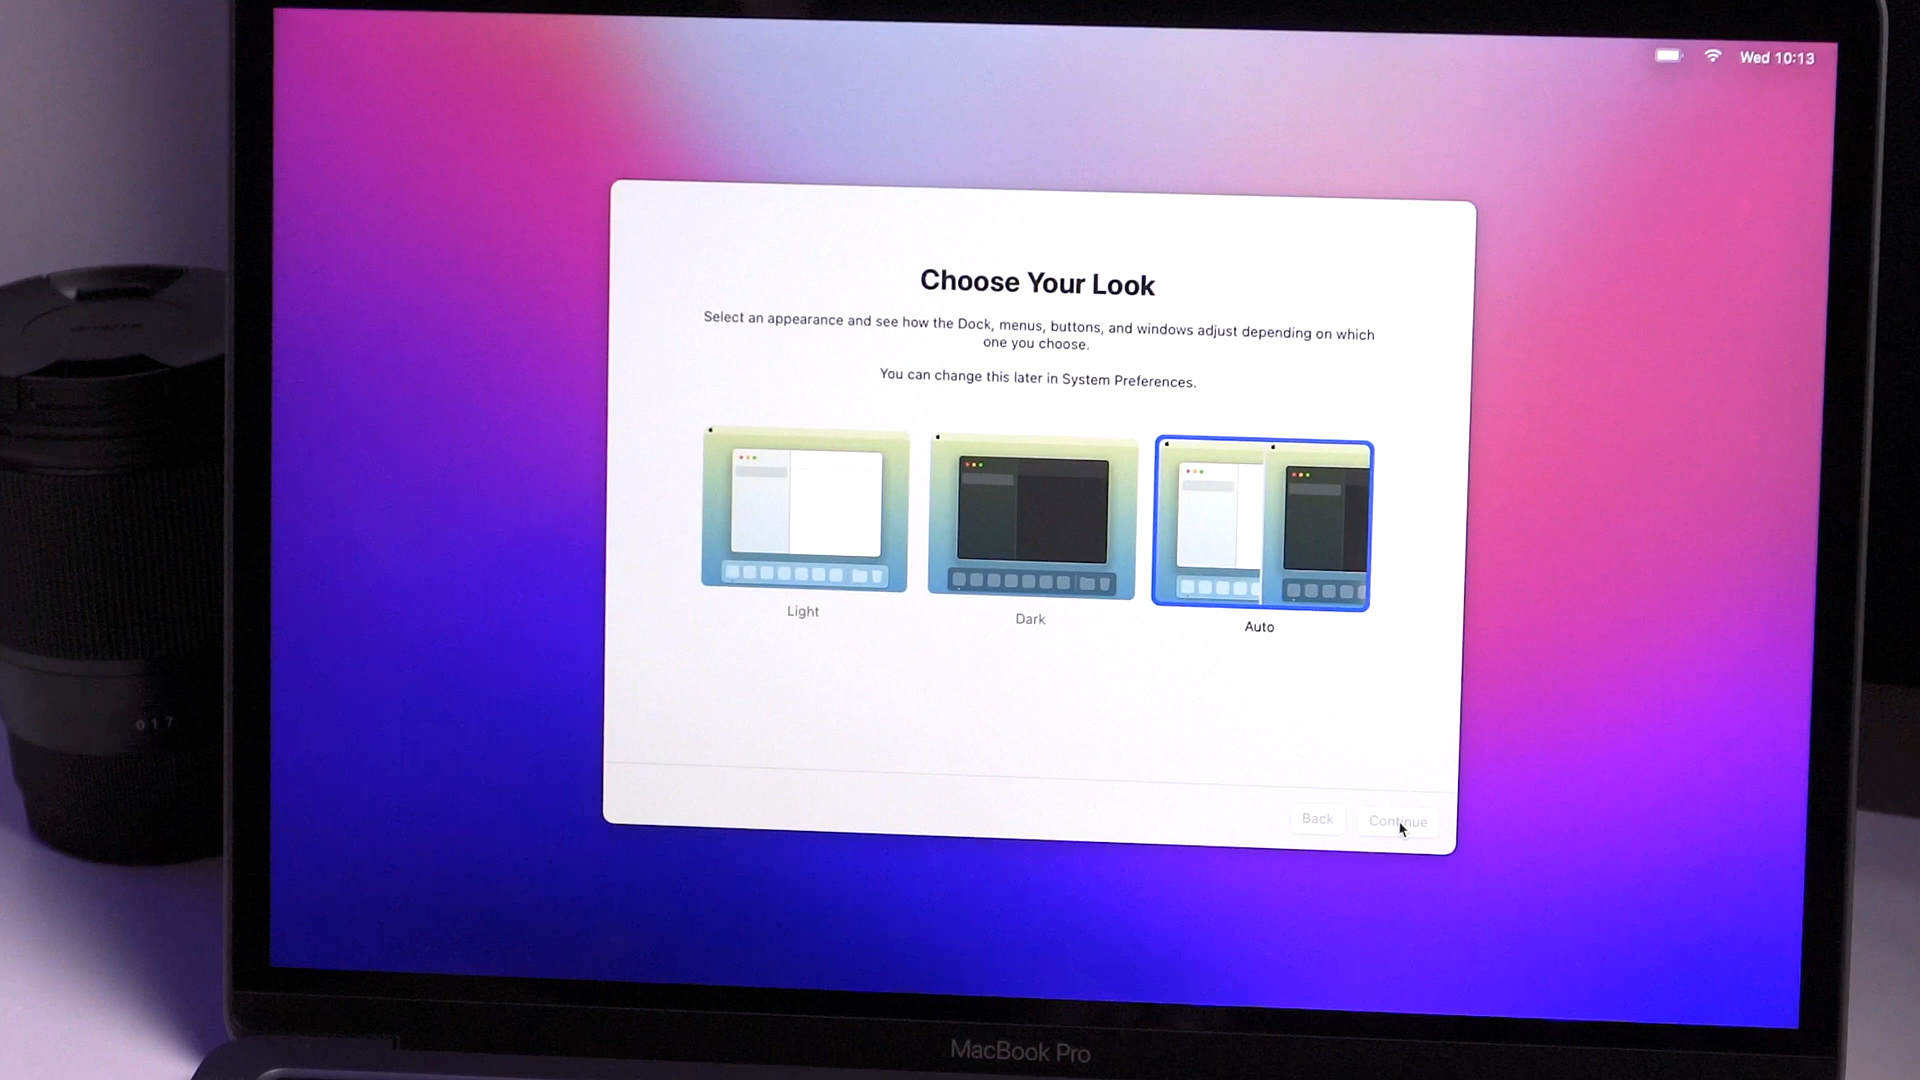 Wed 10:13
Choose Your Look
Select an appearance and see how the Dock, menus, buttons, and windows adjust depending on which
one you choose.
You can change this later in System Preferences.
Light
Dark
Auto
Back
Continue
017
MacBook Pro